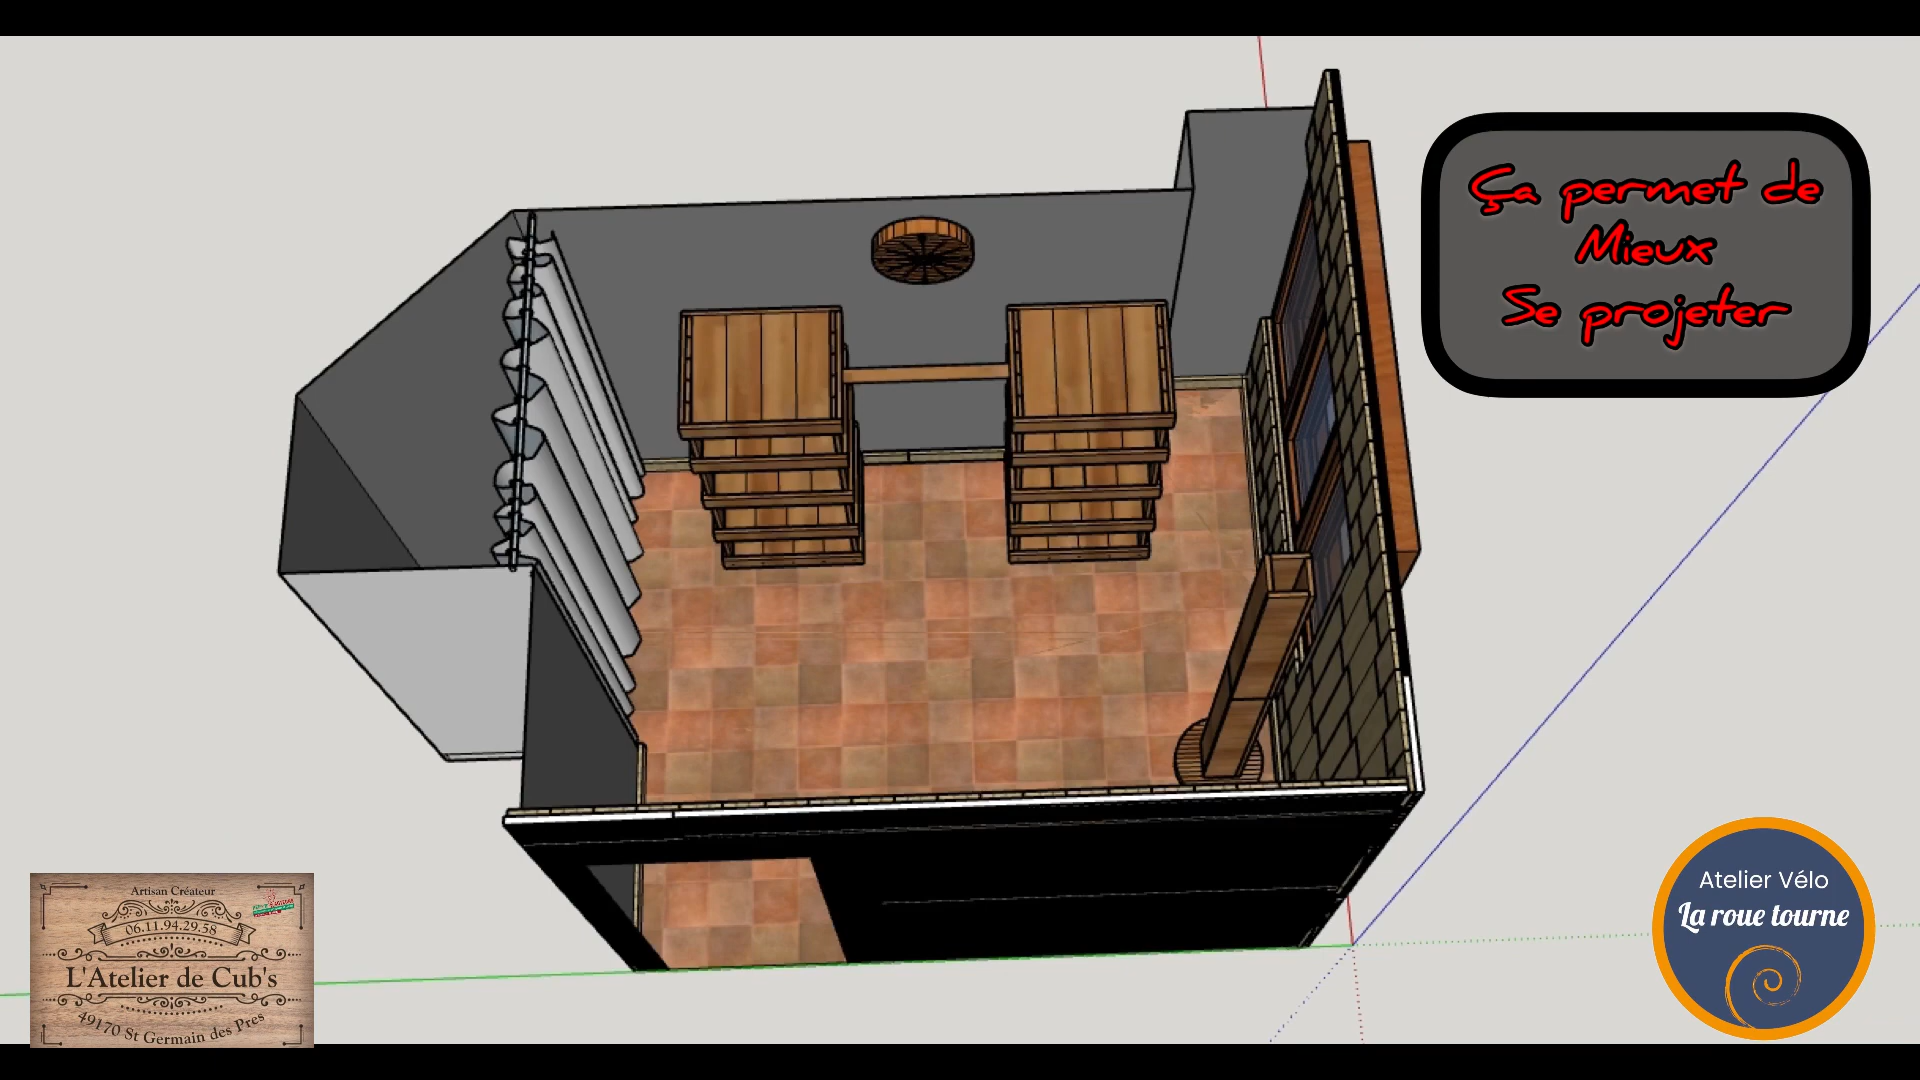 Ça permet de
Mieux
Se projeter
Artisan Créateur
06.11.94.29.58
L'Atelier de Cub's
49170 St Germain des Pres
Atelier Vélo
La roue tourne